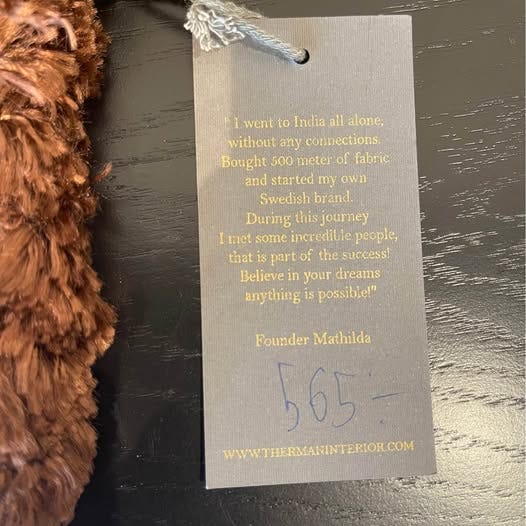 " I went to India all alone,
without any connections.
Bought 500 meter of fabric
and started my own
Swedish brand.
During this journey
I met some incredible people,
that is part of the success!
Believe in your dreams
anything is possible!"
Founder Mathilda
565:-
WWW.THERMANINTERIOR.COM